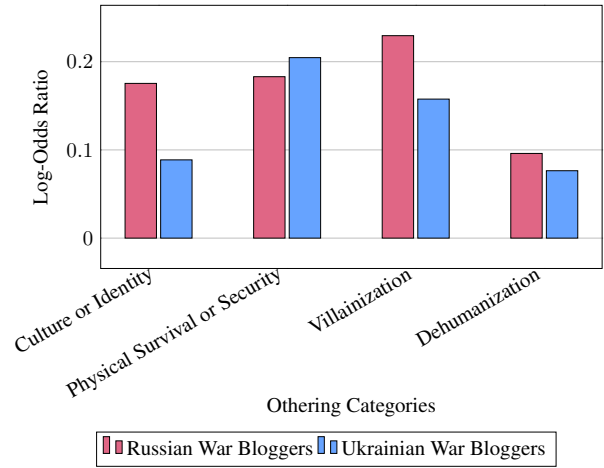 0.2
0.1
0
Log-Odds Ratio
Culture or Identity
Physical Survival or Security
Villainization
Dehumanization
Othering Categories
Russian War Bloggers
Ukrainian War Bloggers